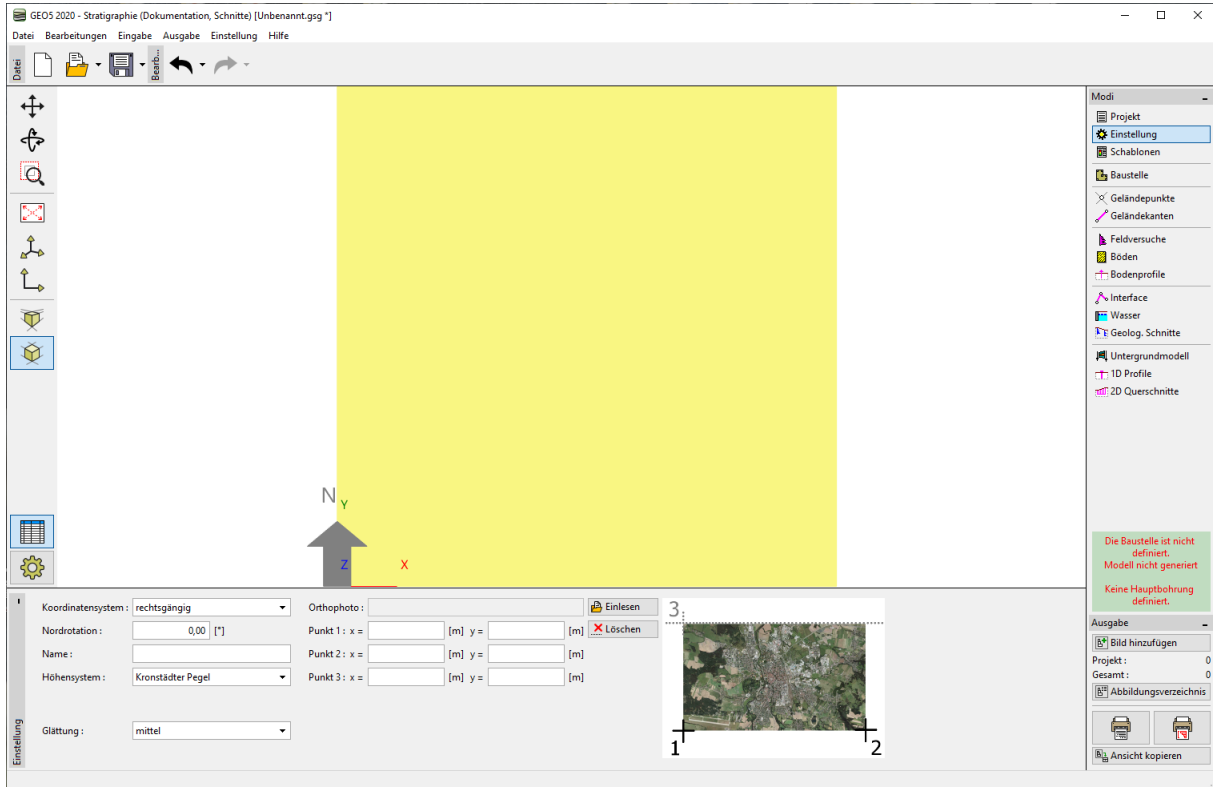 GEO5 2020 - Stratigraphie (Dokumentation, Schnitte) [Unbenannt.gsg *]
Datei Bearbeitungen Eingabe Ausgabe Einstellung Hilfe
Datei
Bearb...
Modi
Projekt
Einstellung
Schablonen
Baustelle
Geländepunkte
Geländekanten
Feldversuche
Böden
Bodenprofile
Interface
Wasser
Geolog. Schnitte
Untergrundmodell
1D Profile
2D Querschnitte
N
Y
Z
X
Die Baustelle ist nicht
definiert.
Modell nicht generiert
Keine Hauptbohrung
definiert.
Einstellung
Koordinatensystem : rechtsgängig
Nordrotation : 0,00 [°]
Name :
Höhensystem : Kronstädter Pegel
Glättung : mittel
Orthophoto : Einlesen
Punkt 1 : x = [m] y = [m] Löschen
Punkt 2 : x = [m] y = [m]
Punkt 3 : x = [m] y = [m]
3
1
2
Ausgabe
Bild hinzufügen
Projekt : 0
Gesamt : 0
Abbildungsverzeichnis
Ansicht kopieren